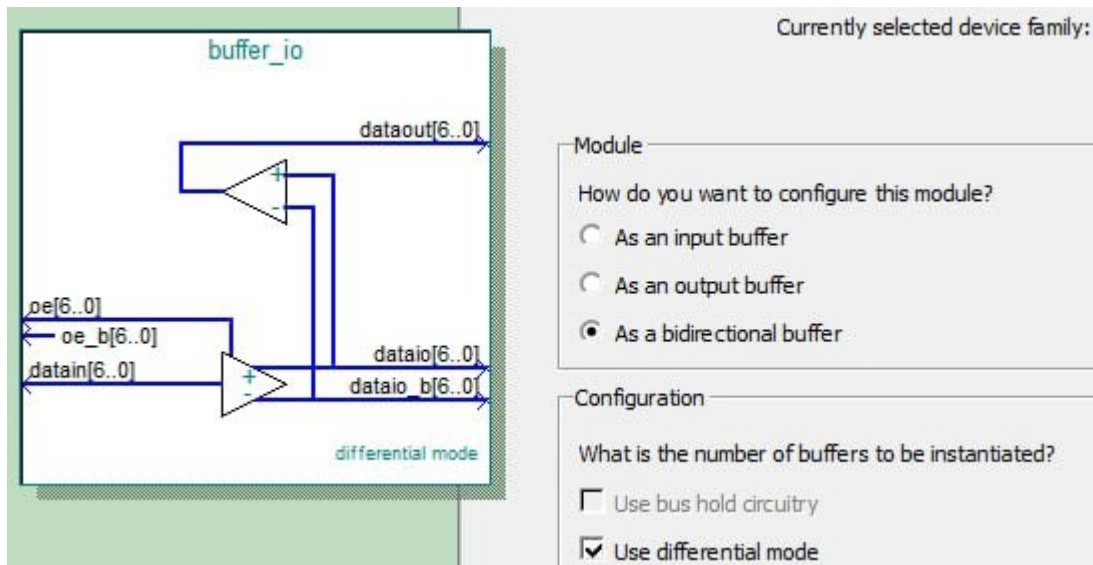 buffer_io
dataout[6..0]
+
-
oe[6..0]
oe_b[6..0]
datain[6..0]
+
-
dataio[6..0]
dataio_b[6..0]
differential mode
Currently selected device family:
Module
How do you want to configure this module?
As an input buffer
As an output buffer
As a bidirectional buffer
Configuration
What is the number of buffers to be instantiated?
Use bus hold circuitry
Use differential mode